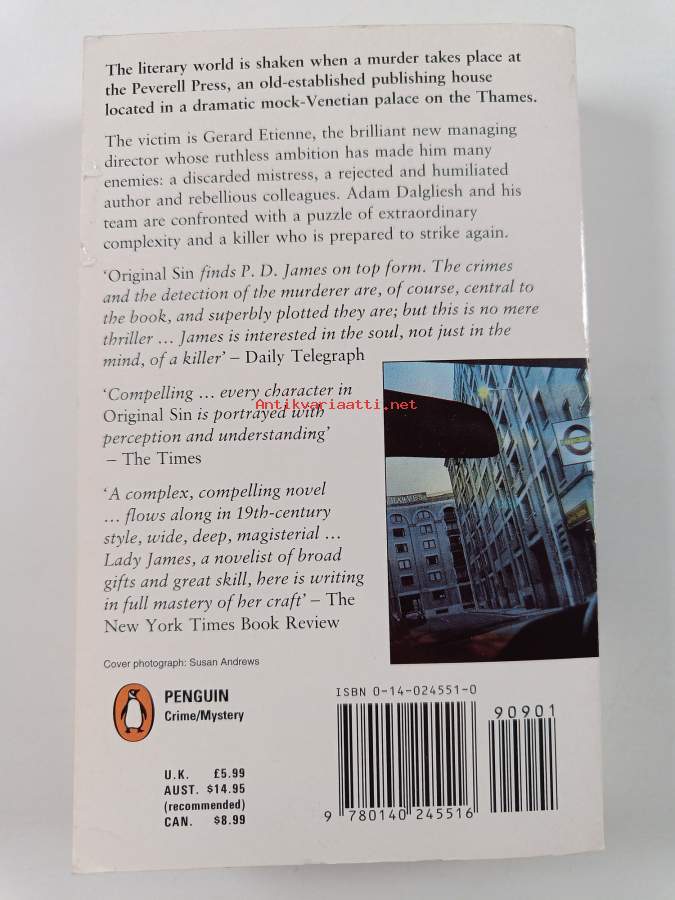 The literary world is shaken when a murder takes place at
the Peverell Press, an old-established publishing house
located in a dramatic mock-Venetian palace on the Thames.
The victim is Gerard Etienne, the brilliant new managing
director whose ruthless ambition has made him many
enemies: a discarded mistress, a rejected and humiliated
author and rebellious colleagues. Adam Dalgliesh and his
team are confronted with a puzzle of extraordinary
complexity and a killer who is prepared to strike again.
‘Original Sin finds P. D. James on top form. The crimes
and the detection of the murderer are, of course, central to
the book, and superbly plotted they are; but this is no mere
thriller … James is interested in the soul, not just in the
mind, of a killer’ – Daily Telegraph
‘Compelling … every character in
Antikvariaatti.net
Original Sin is portrayed with
perception and understanding’
– The Times
‘A complex, compelling novel
… flows along in 19th-century
style, wide, deep, magisterial …
Lady James, a novelist of broad
gifts and great skill, here is writing
in full mastery of her craft’ – The
New York Times Book Review
Cover photograph: Susan Andrews
PENGUIN
Crime/Mystery
U.K. £5.99
AUST. $14.95
(recommended)
CAN. $8.99
ISBN 0-14-024551-0
90901
9 780140 245516